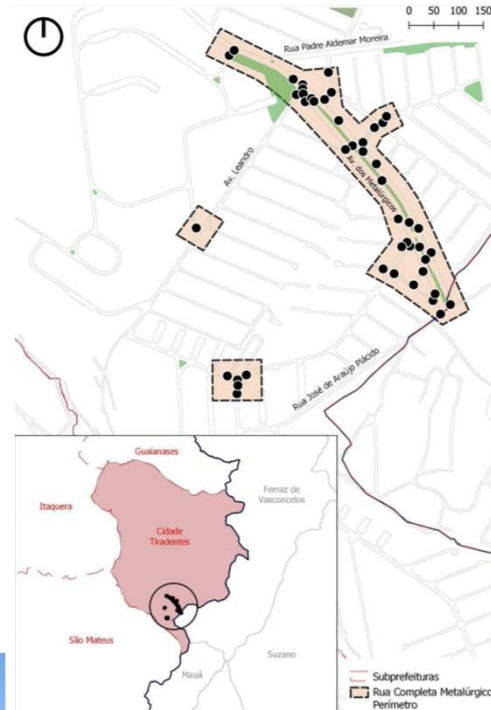 0 50 100 150
Rua Padre Aldemar Moreira
Av. Leandro
Av. dos Metalúrgicos
Rua José de Araújo Plácido
Guaianases
Itaquera
Ferraz de
Vasconcelos
Cidade
Tiradentes
São Mateus
Mauá
Suzano
Subprefeituras
Rua Completa Metalúrgico
Perímetro